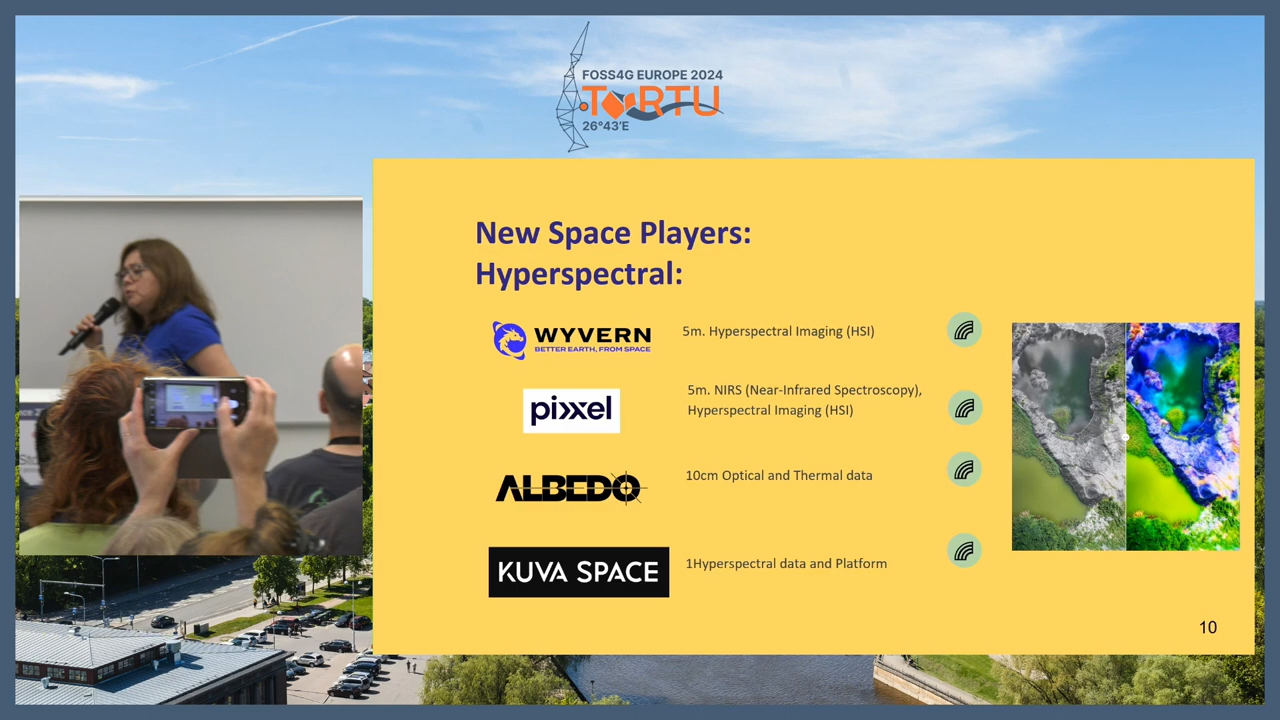 FOSS4G EUROPE 2024
TARTU
26°43'E
New Space Players:
Hyperspectral:
WYVERN
BETTER EARTH, FROM SPACE
5m. Hyperspectral Imaging (HSI)
pixxel
5m. NIRS (Near-Infrared Spectroscopy),
Hyperspectral Imaging (HSI)
ALBEDO
10cm Optical and Thermal data
KUVA SPACE
1Hyperspectral data and Platform
10